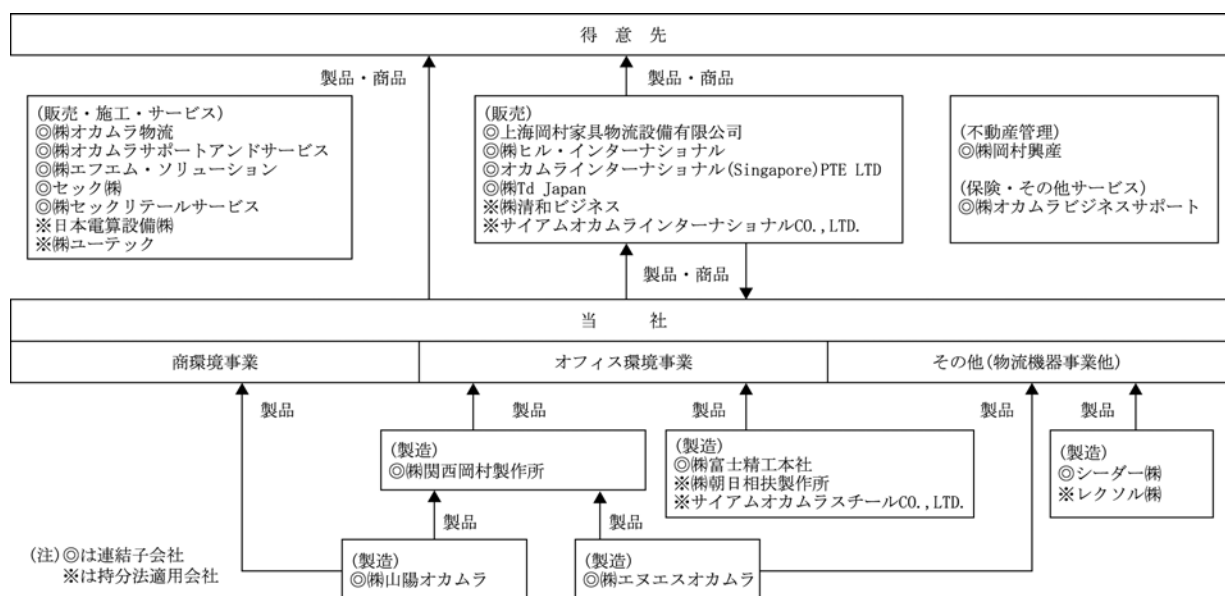 得 意 先
製品・商品
製品・商品
(販売・施工・サービス)
◎㈱オカムラ物流
◎㈱オカムラサポートアンドサービス
◎㈱エフエム・ソリューション
◎セック㈱
◎㈱セックリテールサービス
※日本電算設備㈱
※㈱ユーテック
(販売)
◎上海岡村家具物流設備有限公司
◎㈱ヒル・インターナショナル
◎オカムラインターナショナル(Singapore)PTE LTD
◎㈱Td Japan
※㈱清和ビジネス
※サイアムオカムラインターナショナルCO.,LTD.
(不動産管理)
◎㈱岡村興産
(保険・その他サービス)
◎㈱オカムラビジネスサポート
製品・商品
当 社
商環境事業
オフィス環境事業
その他(物流機器事業他)
製品
製品
製品
製品
製品
(製造)
◎㈱関西岡村製作所
(製造)
◎㈱富士精工本社
※㈱朝日相扶製作所
※サイアムオカムラスチールCO.,LTD.
(製造)
◎シーダー㈱
※レクソル㈱
製品
製品
(製造)
◎㈱山陽オカムラ
(製造)
◎㈱エヌエスオカムラ
(注)◎は連結子会社
※は持分法適用会社